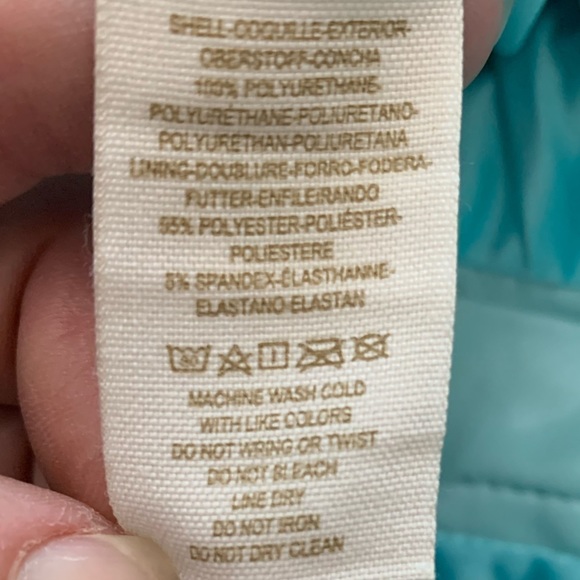 SHELL-COQUILLE-EXTERIOR-
OBERSTOFF-CONCHA
100% POLYURETHANE-
POLYURÉTHANE-POLIURETANO-
POLYURETHAN-POLIURETANA
LINING-DOUBLURE-FORRO-FODERA-
FUTTER-ENFILEIRANDO
95% POLYESTER-POLIÉSTER-
POLIESTERE
5% SPANDEX-ÉLASTHANNE-
ELASTANO ELASTAN
MACHINE WASH COLD
WITH LIKE COLORS
DO NOT WRING OR TWIST
DO NOT BLEACH
LINE DRY
DO NOT IRON
DO NOT DRY CLEAN